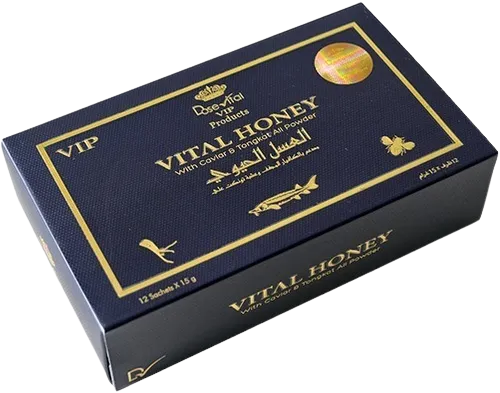 Rose Vital
VIP
Products
VIP
VITAL HONEY
With Caviar & Tongkat Ali Powder
العسل الحيوي
12 Sachets X 15 g
VITAL HONEY
With Caviar & Tongkat Ali Powder